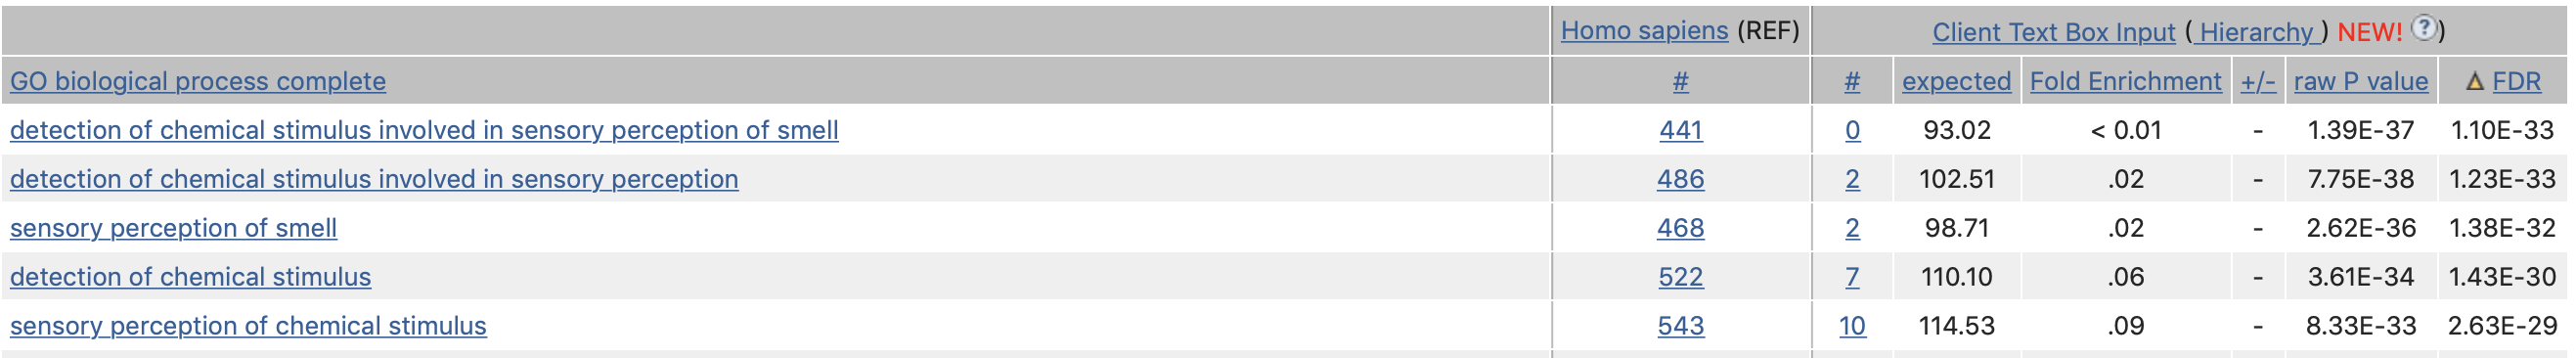 Homo sapiens (REF) Client Text Box Input ( Hierarchy ) NEW! ? )
GO biological process complete # # expected Fold Enrichment +/- raw P value FDR
detection of chemical stimulus involved in sensory perception of smell 441 0 93.02 < 0.01 - 1.39E-37 1.10E-33
detection of chemical stimulus involved in sensory perception 486 2 102.51 .02 - 7.75E-38 1.23E-33
sensory perception of smell 468 2 98.71 .02 - 2.62E-36 1.38E-32
detection of chemical stimulus 522 7 110.10 .06 - 3.61E-34 1.43E-30
sensory perception of chemical stimulus 543 10 114.53 .09 - 8.33E-33 2.63E-29